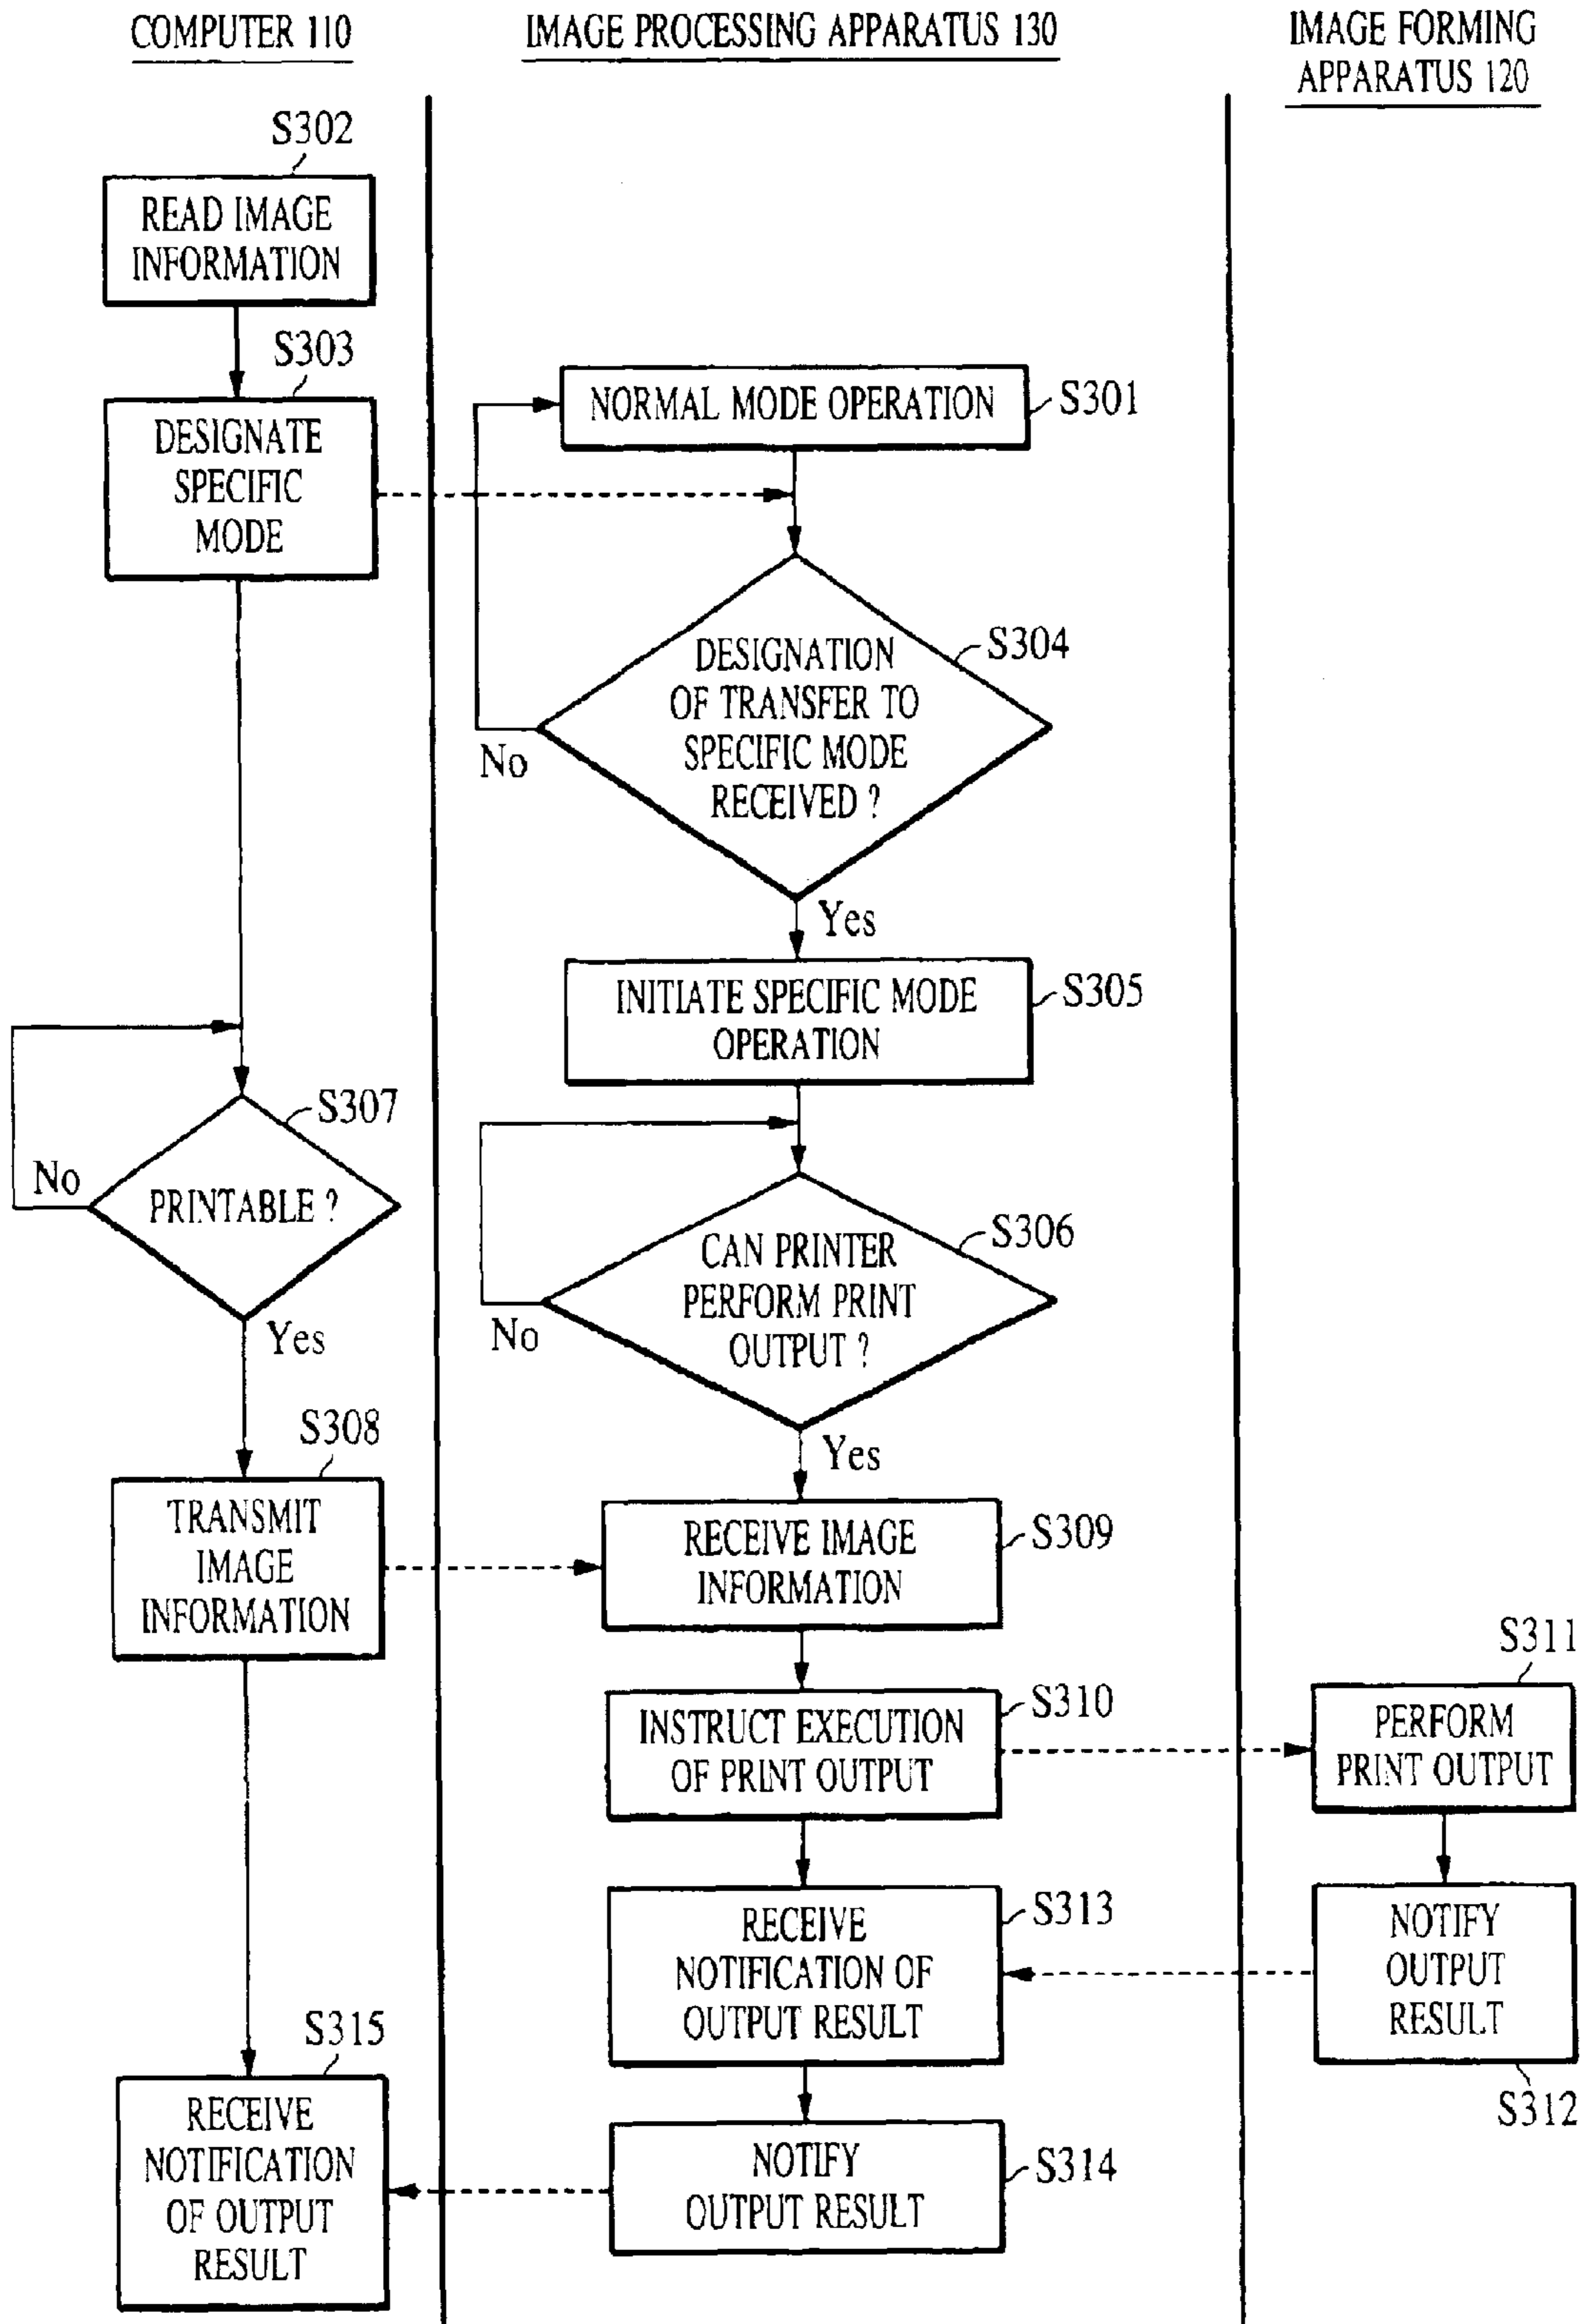 COMPUTER 110
IMAGE PROCESSING APPARATUS 130
IMAGE FORMING
APPARATUS 120
S302
READ IMAGE
INFORMATION
S303
DESIGNATE
SPECIFIC
MODE
NORMAL MODE OPERATION
S301
DESIGNATION
OF TRANSFER TO
SPECIFIC MODE
RECEIVED ?
S304
No
Yes
INITIATE SPECIFIC MODE
OPERATION
S305
S307
PRINTABLE ?
No
Yes
CAN PRINTER
PERFORM PRINT
OUTPUT ?
S306
No
Yes
S308
TRANSMIT
IMAGE
INFORMATION
RECEIVE IMAGE
INFORMATION
S309
INSTRUCT EXECUTION
OF PRINT OUTPUT
S310
S311
PERFORM
PRINT OUTPUT
RECEIVE
NOTIFICATION OF
OUTPUT RESULT
S313
NOTIFY
OUTPUT
RESULT
S312
S315
RECEIVE
NOTIFICATION
OF OUTPUT
RESULT
NOTIFY
OUTPUT RESULT
S314